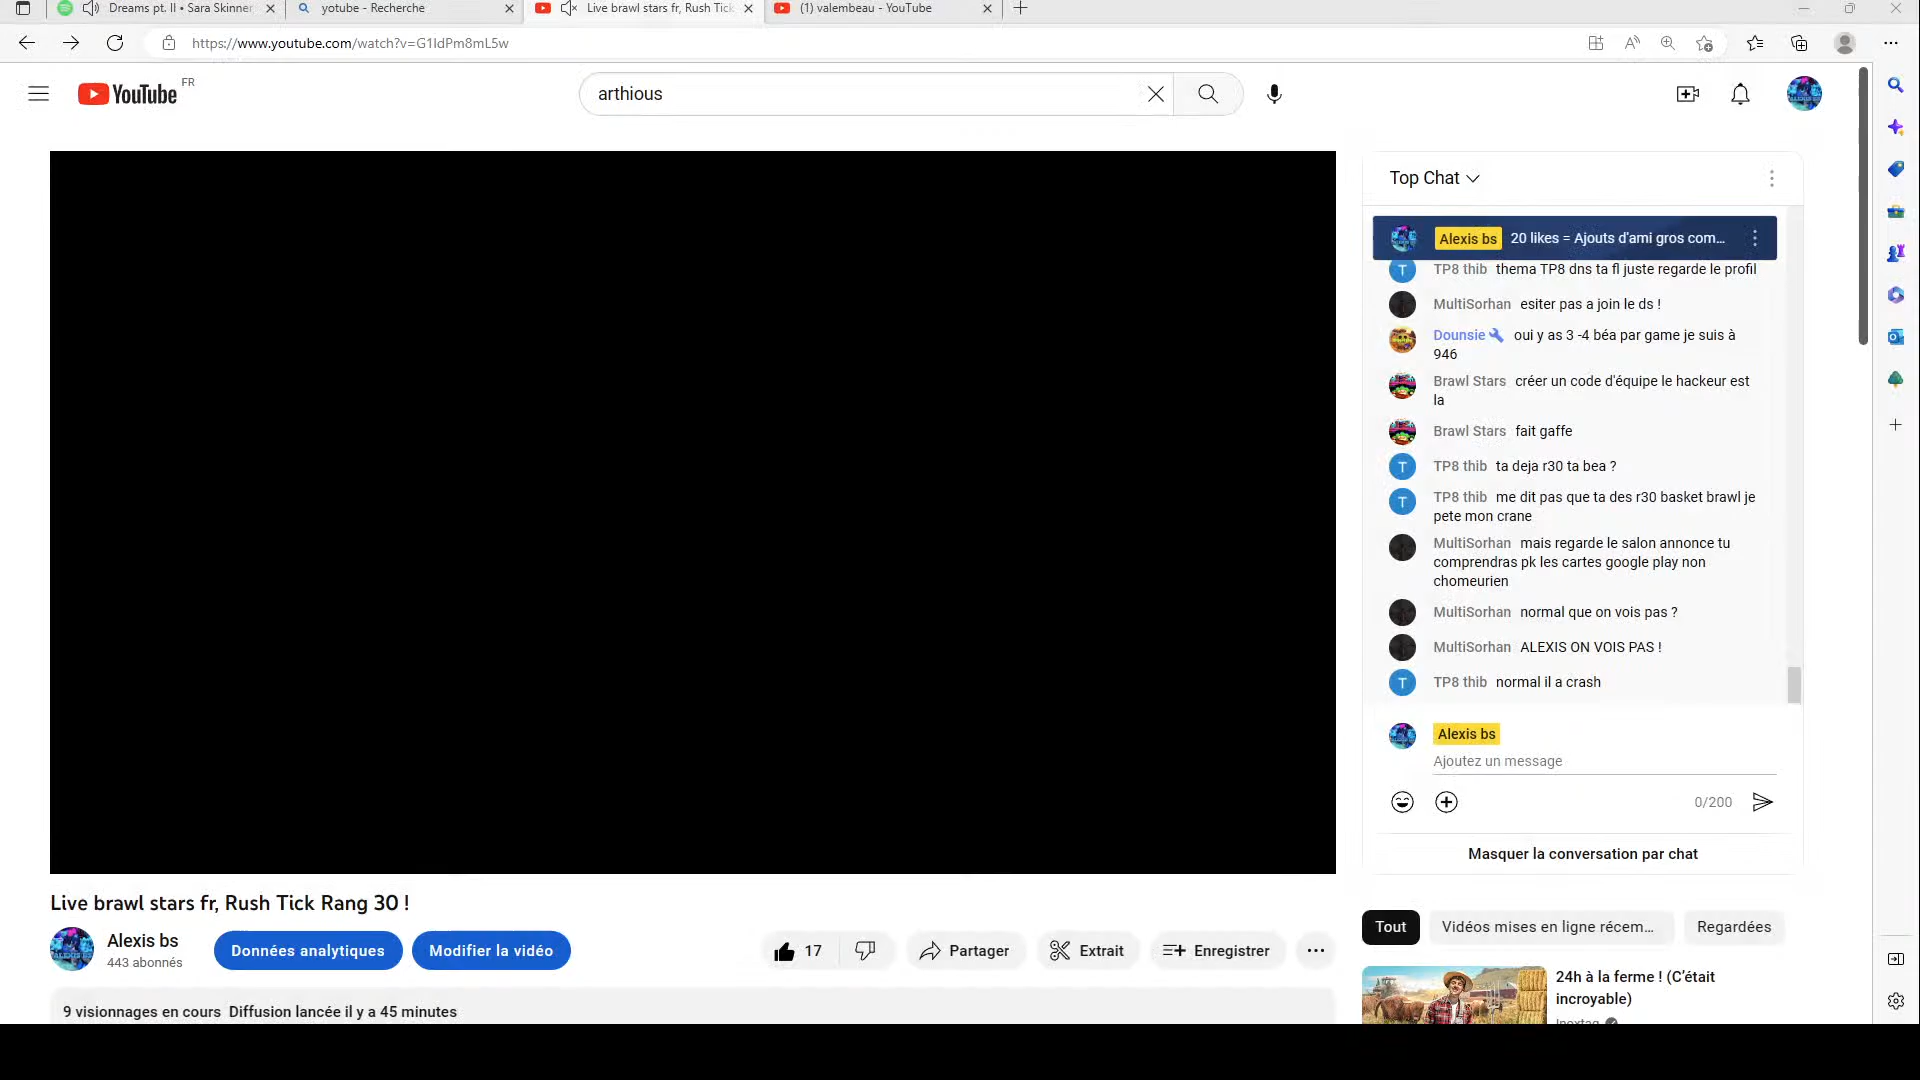 Dreams pt. II • Sara Skinner
yotube - Recherche
Live brawl stars fr, Rush Tick
(1) valembeau - YouTube
https://www.youtube.com/watch?v=G1IdPm8mL5w
YouTube FR
arthious
Top Chat
Alexis bs 20 likes = Ajouts d'ami gros com...
TP8 thib thema TP8 dns ta fl juste regarde le profil
MultiSorhan esiter pas a join le ds !
Dounsie oui y as 3 -4 béa par game je suis à
946
Brawl Stars créer un code d'équipe le hackeur est
la
Brawl Stars fait gaffe
T TP8 thib ta deja r30 ta bea ?
T TP8 thib me dit pas que ta des r30 basket brawl je
pete mon crane
MultiSorhan mais regarde le salon annonce tu
comprendras pk les cartes google play non
chomeurien
MultiSorhan normal que on vois pas ?
MultiSorhan ALEXIS ON VOIS PAS !
T TP8 thib normal il a crash
Alexis bs
Ajoutez un message
0/200
Masquer la conversation par chat
Live brawl stars fr, Rush Tick Rang 30 !
Alexis bs
443 abonnés
Données analytiques
Modifier la vidéo
17
Partager
Extrait
Enregistrer
9 visionnages en cours Diffusion lancée il y a 45 minutes
Tout
Vidéos mises en ligne récem...
Regardées
24h à la ferme ! (C'était
incroyable)
Inoxtag